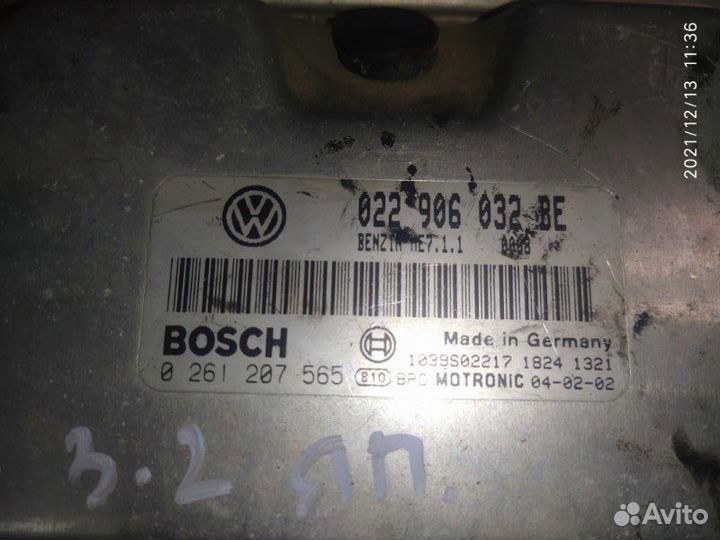 2021/12/13 11:36
022 906 032 BE
BENZIN ME7.1.1
BOSCH
Made in Germany
1039S02217 1824 1321
0 261 207 565
810 MOTRONIC 04-02-02
3.2 ЯП.
Avito